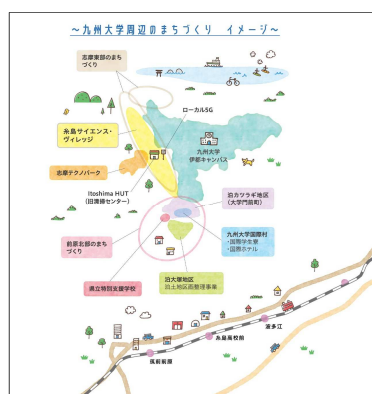 ～九州大学周辺のまちづくり イメージ～
志摩東部のまち
づくり
ローカル5G
糸島サイエンス・
ヴィレッジ
九州大学
伊都キャンパス
志摩テクノパーク
Itoshima HUT
(旧農振センター)
泊カツラギ地区
(大学門前町)
九州大学国際村
・国際学生寮
・国際ホテル
前原北部のまち
づくり
県立特別支援学校
泊大塚地区
泊土地区画整理事業
波多江
糸島高校前
筑前前原